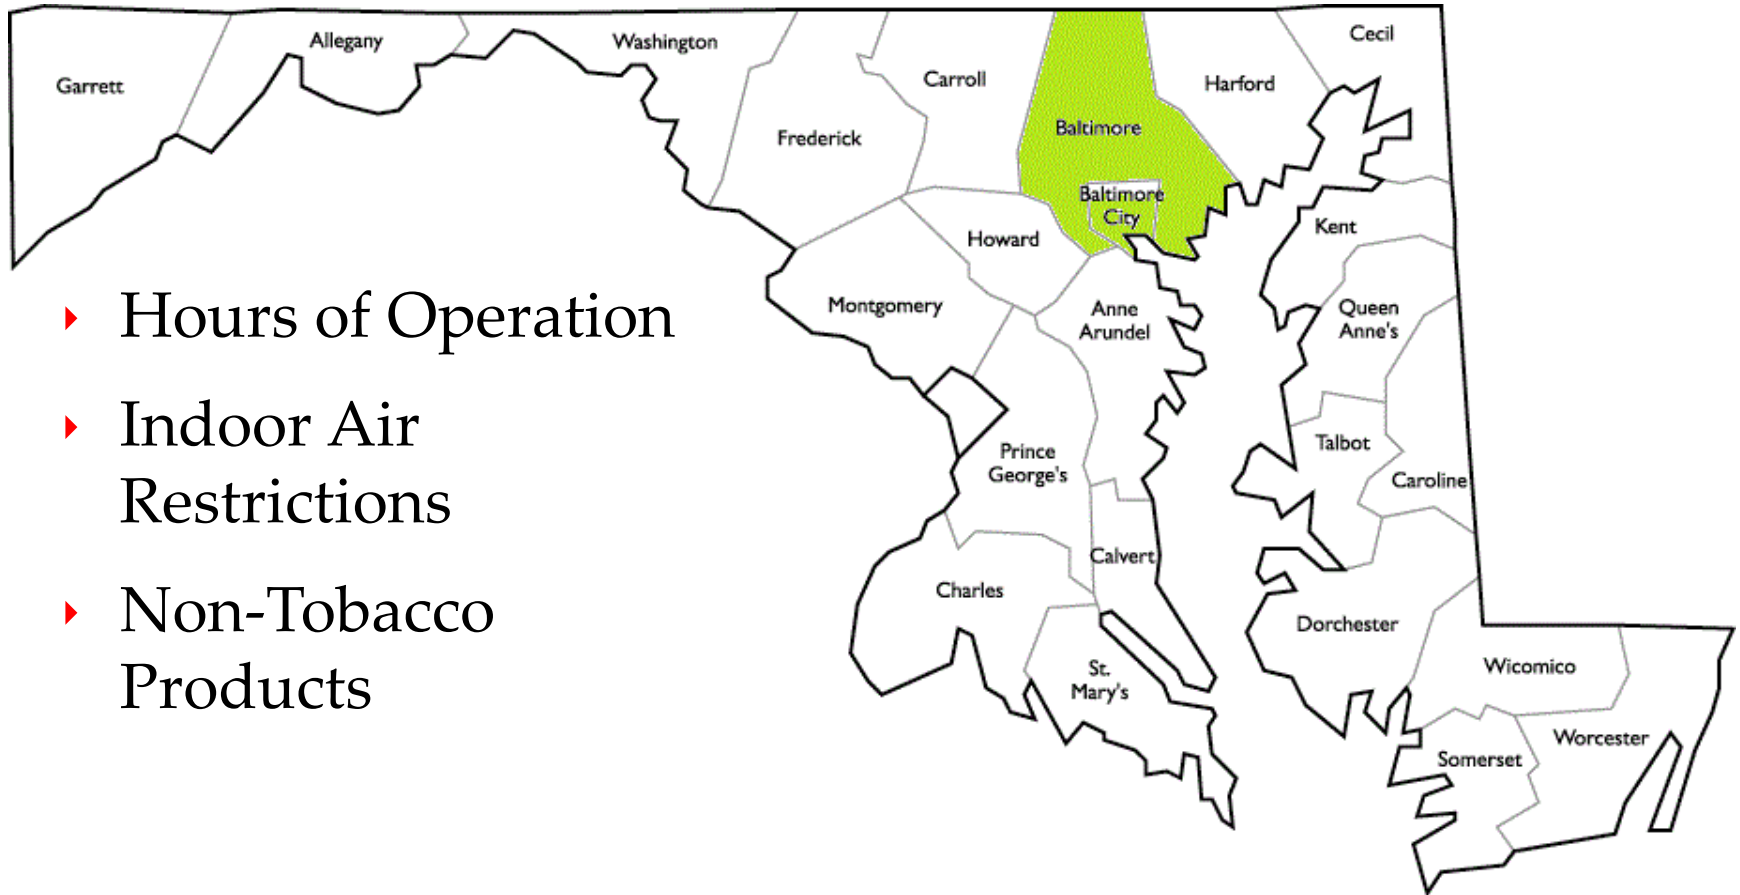 Garrett
Allegany
Washington
Frederick
Carroll
Baltimore
Baltimore
City
Harford
Cecil
Howard
Kent
Montgomery
Anne
Arundel
Queen
Anne's
Prince
George's
Talbot
Caroline
Calvert
Charles
St.
Mary's
Dorchester
Wicomico
Somerset
Worcester
‣ Hours of Operation
‣ Indoor Air
Restrictions
‣ Non-Tobacco
Products